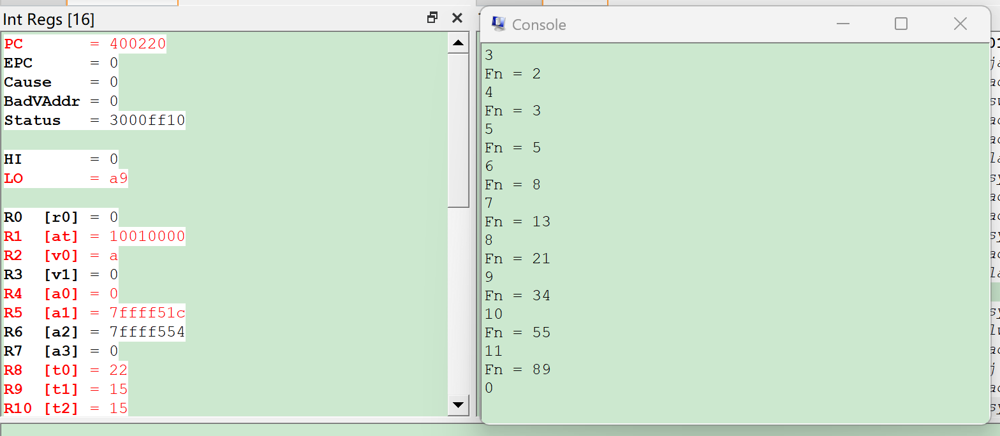 Int Regs [16]
PC = 400220
EPC = 0
Cause = 0
BadVAddr = 0
Status = 3000ff10
HI = 0
LO = a9
R0 [r0] = 0
R1 [at] = 10010000
R2 [v0] = a
R3 [v1] = 0
R4 [a0] = 0
R5 [a1] = 7ffff51c
R6 [a2] = 7ffff554
R7 [a3] = 0
R8 [t0] = 22
R9 [t1] = 15
R10 [t2] = 15
Console
3
Fn = 2
4
Fn = 3
5
Fn = 5
6
Fn = 8
7
Fn = 13
8
Fn = 21
9
Fn = 34
10
Fn = 55
11
Fn = 89
0